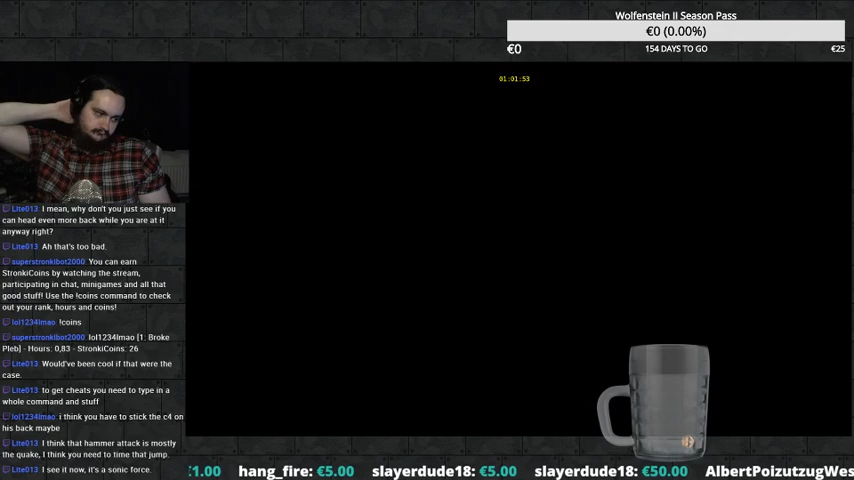 Wolfenstein II Season Pass
€0 (0.00%)
€0
154 DAYS TO GO
€25
01:01:53
Lite013 I mean, why don't you just see if you
can head even more back while you are at it
anyway right?
Lite013 Ah that's too bad.
superstronkibot2000 You can earn
StronkiCoins by watching the stream,
participating in chat, minigames and all that
good stuff! Use the !coins command to check
out your rank, hours and coins!
lol1234lmao !coins
superstronkibot2000 lol1234lmao [1: Broke
Pleb] - Hours: 0,83 - StronkiCoins: 26
Lite013 Would've been cool if that were the
case.
Lite013 to get cheats you need to type in a
whole command and stuff
lol1234lmao i think you have to stick the c4 on
his back maybe
Lite013 I think that hammer attack is mostly
the quake, I think you need to time that jump.
Lite013 I see it now, it's a sonic force.
€1.00 hang_fire: €5.00 slayerdude18: €5.00 slayerdude18: €50.00 AlbertPoizutzugWes